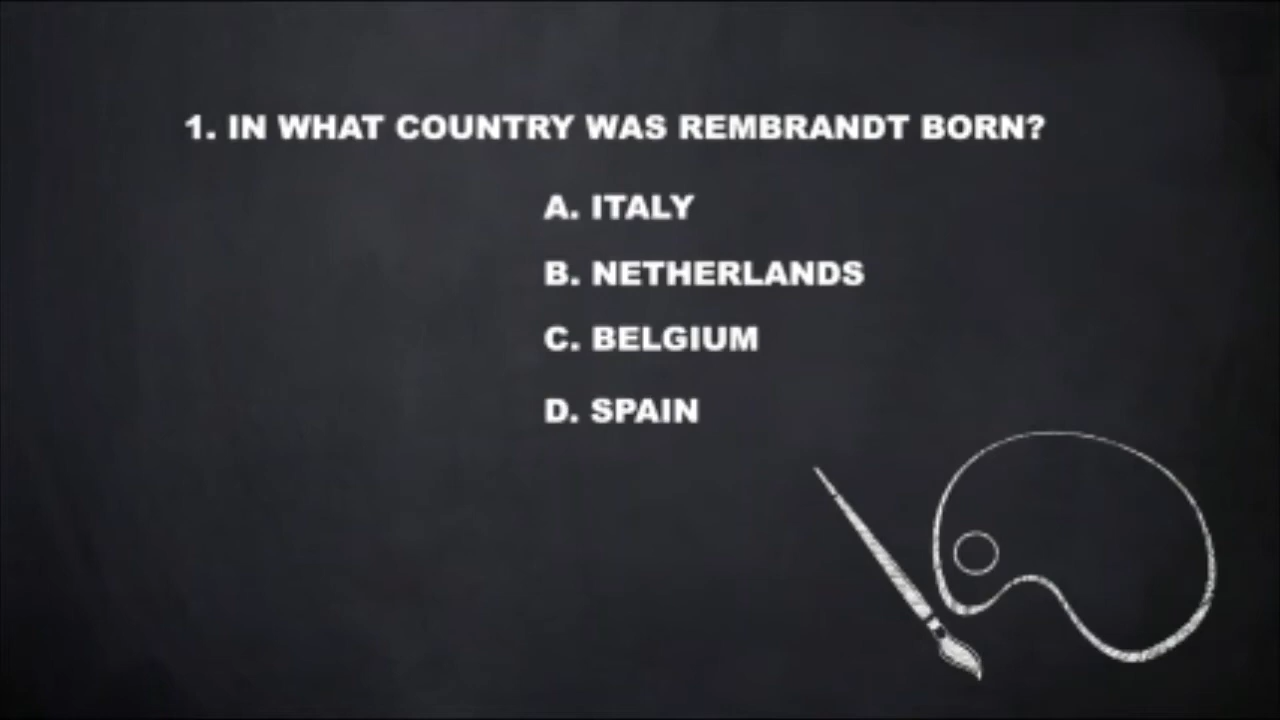 1. IN WHAT COUNTRY WAS REMBRANDT BORN?
A. ITALY
B. NETHERLANDS
C. BELGIUM
D. SPAIN